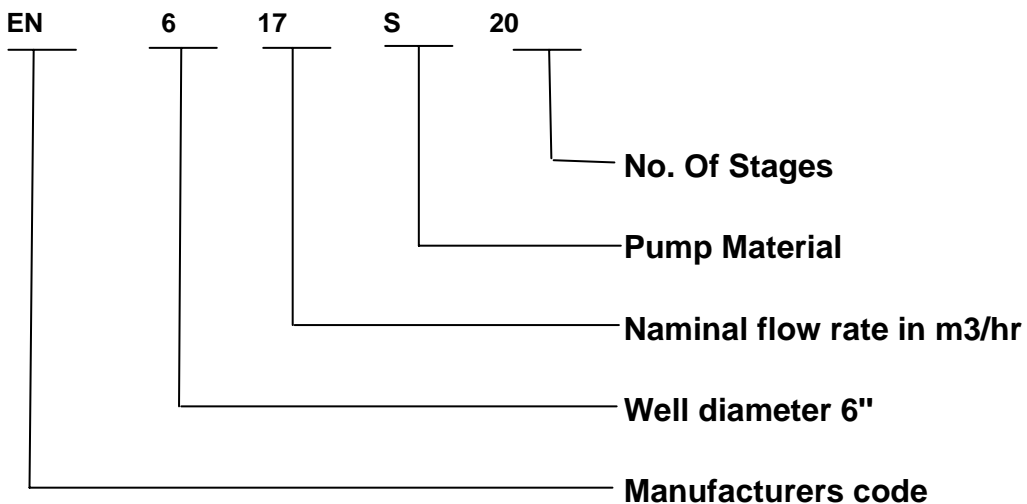 EN 6 17 S 20
No. Of Stages
Pump Material
Naminal flow rate in m3/hr
Well diameter 6"
Manufacturers code